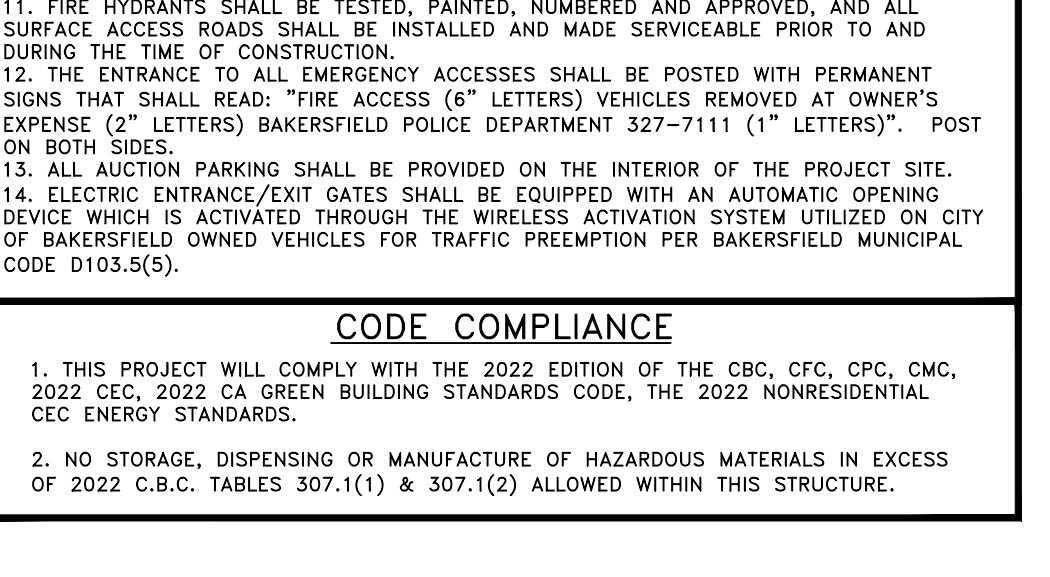 11. FIRE HYDRANTS SHALL BE TESTED, PAINTED, NUMBERED AND APPROVED, AND ALL
SURFACE ACCESS ROADS SHALL BE INSTALLED AND MADE SERVICEABLE PRIOR TO AND
DURING THE TIME OF CONSTRUCTION.
12. THE ENTRANCE TO ALL EMERGENCY ACCESSES SHALL BE POSTED WITH PERMANENT
SIGNS THAT SHALL READ: ”FIRE ACCESS (6” LETTERS) VEHICLES REMOVED AT OWNER’S
EXPENSE (2” LETTERS) BAKERSFIELD POLICE DEPARTMENT 327–7111 (1” LETTERS)”. POST
ON BOTH SIDES.
13. ALL AUCTION PARKING SHALL BE PROVIDED ON THE INTERIOR OF THE PROJECT SITE.
14. ELECTRIC ENTRANCE/EXIT GATES SHALL BE EQUIPPED WITH AN AUTOMATIC OPENING
DEVICE WHICH IS ACTIVATED THROUGH THE WIRELESS ACTIVATION SYSTEM UTILIZED ON CITY
OF BAKERSFIELD OWNED VEHICLES FOR TRAFFIC PREEMPTION PER BAKERSFIELD MUNICIPAL
CODE D103.5(5).
CODE COMPLIANCE
1. THIS PROJECT WILL COMPLY WITH THE 2022 EDITION OF THE CBC, CFC, CPC, CMC,
2022 CEC, 2022 CA GREEN BUILDING STANDARDS CODE, THE 2022 NONRESIDENTIAL
CEC ENERGY STANDARDS.
2. NO STORAGE, DISPENSING OR MANUFACTURE OF HAZARDOUS MATERIALS IN EXCESS
OF 2022 C.B.C. TABLES 307.1(1) & 307.1(2) ALLOWED WITHIN THIS STRUCTURE.